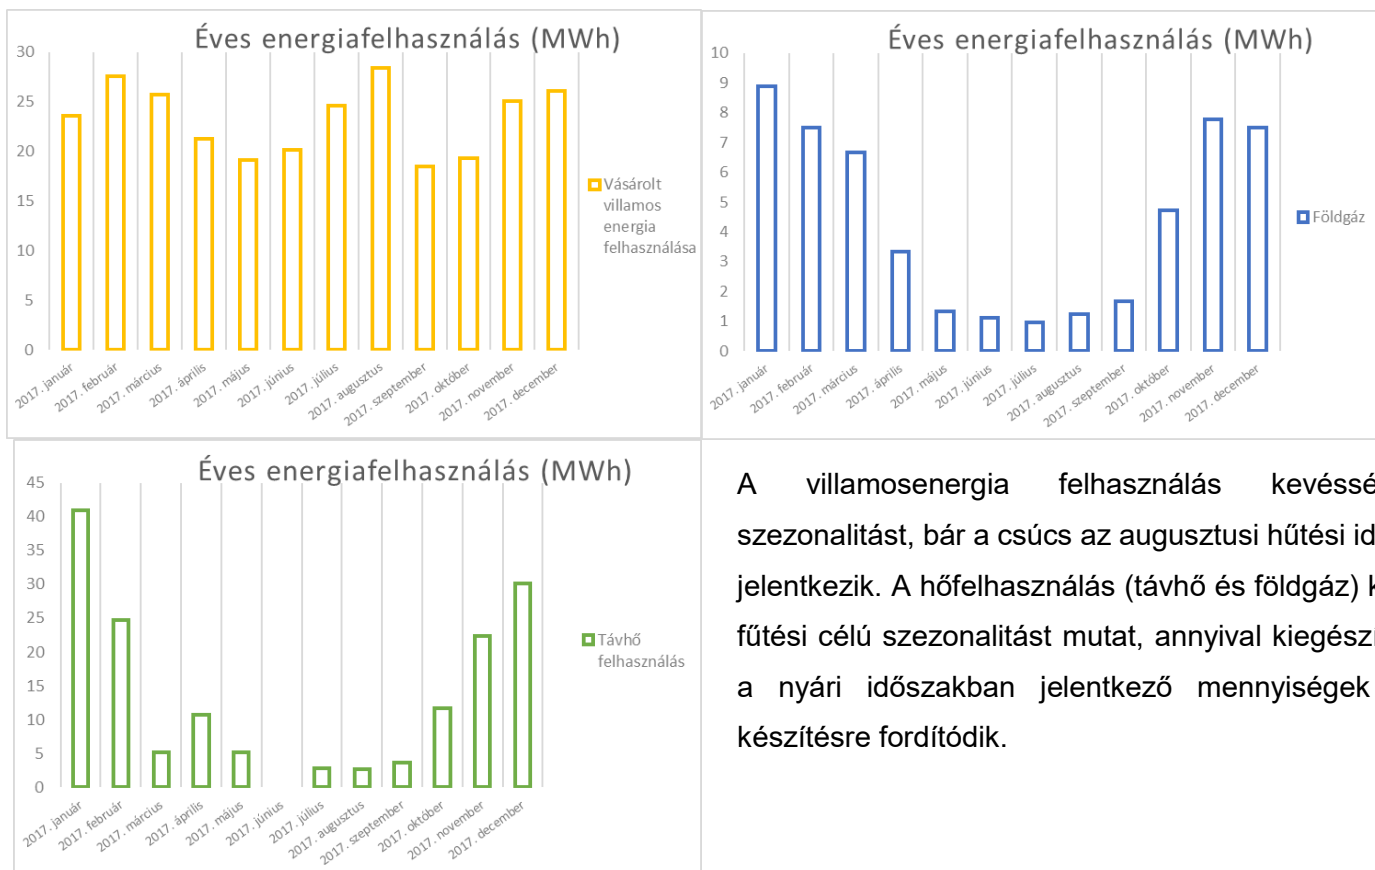 Éves energiafelhasználás (MWh)
30
25
20
15
10
5
0
2017. január
2017. február
2017. március
2017. április
2017. május
2017. június
2017. július
2017. augusztus
2017. szeptember
2017. október
2017. november
2017. december
Vásárolt
villamos
energia
felhasználása
Éves energiafelhasználás (MWh)
10
9
8
7
6
5
4
3
2
1
0
2017. január
2017. február
2017. március
2017. április
2017. május
2017. június
2017. július
2017. augusztus
2017. szeptember
2017. október
2017. november
2017. december
Földgáz
Éves energiafelhasználás (MWh)
45
40
35
30
25
20
15
10
5
0
2017. január
2017. február
2017. március
2017. április
2017. május
2017. június
2017. július
2017. augusztus
2017. szeptember
2017. október
2017. november
2017. december
Távhő
felhasználás
A villamosenergia felhasználás
szezonalitást, bár a csúcs az augusztusi hűtési
jelentkezik. A hőfelhasználás (távhő és földgáz)
fűtési célú szezonalitást mutat, annyival
a nyári időszakban jelentkező mennyiségek
készítésre fordítódik.